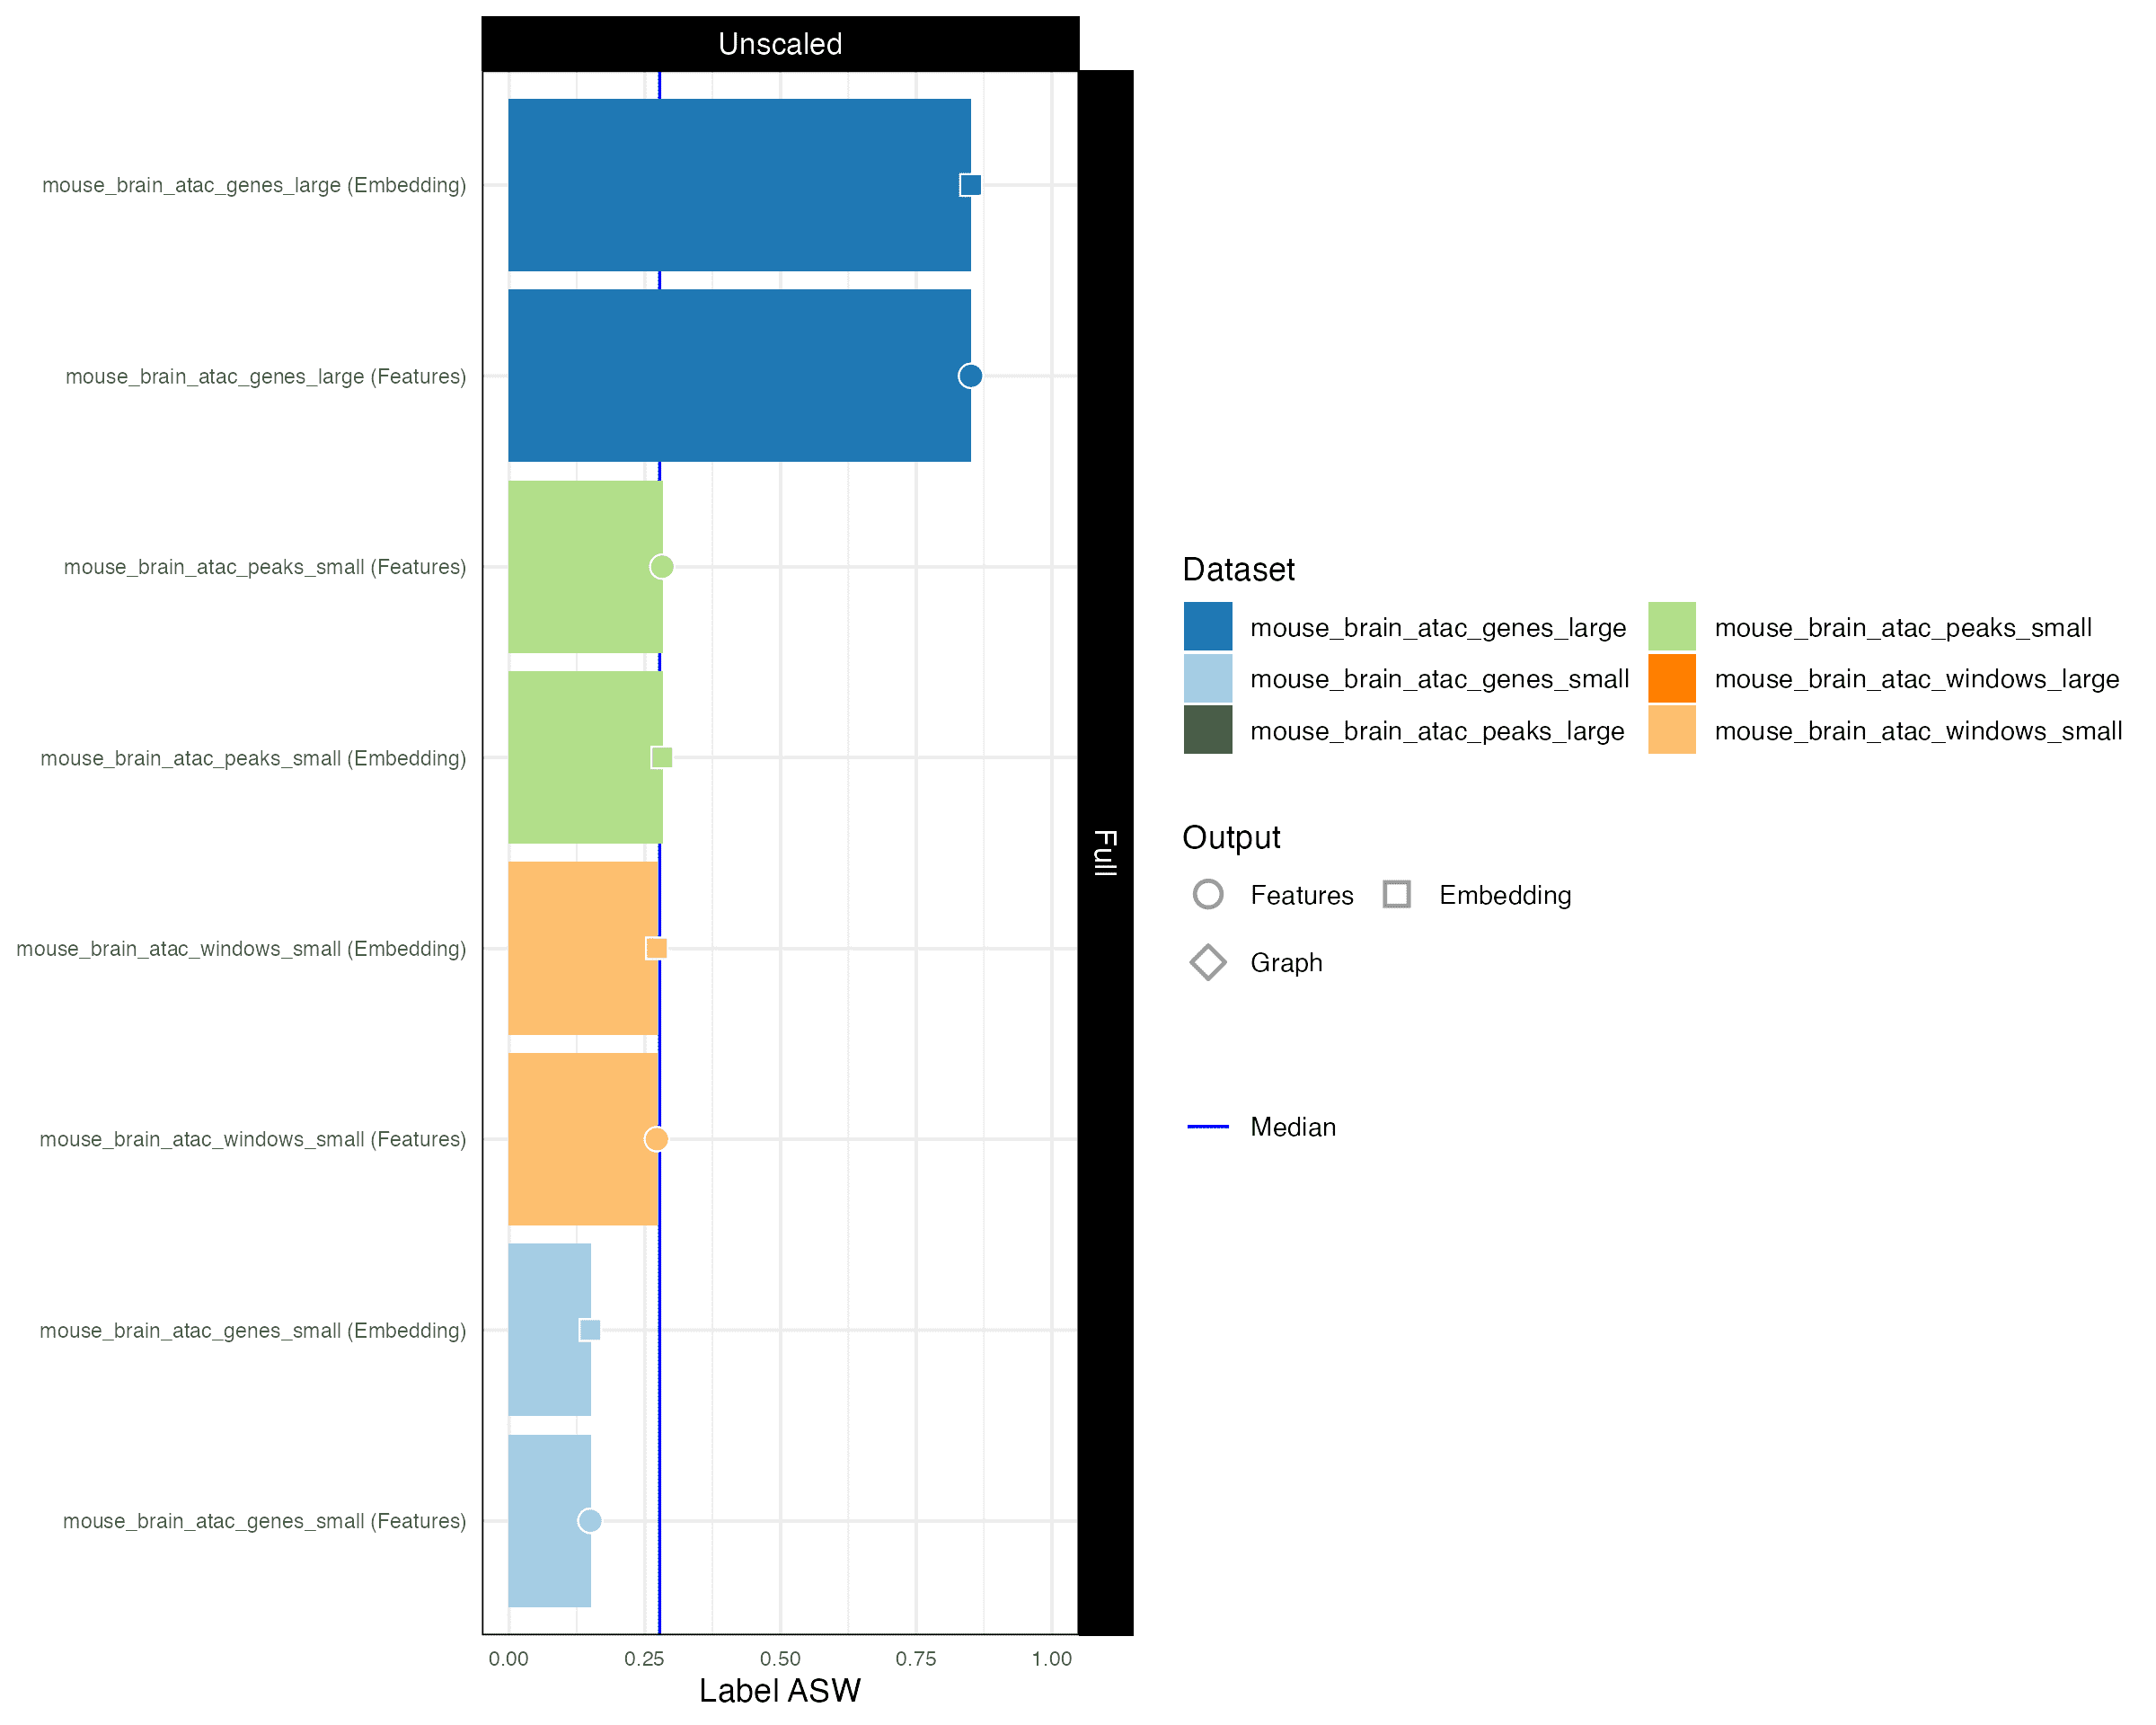 Unscaled
mouse_brain_atac_genes_large (Embedding)
mouse_brain_atac_genes_large (Features)
mouse_brain_atac_peaks_small (Features)
mouse_brain_atac_peaks_small (Embedding)
mouse_brain_atac_windows_small (Embedding)
mouse_brain_atac_windows_small (Features)
mouse_brain_atac_genes_small (Embedding)
mouse_brain_atac_genes_small (Features)
0.00 0.25 0.50 0.75 1.00
Label ASW
Full
Dataset
mouse_brain_atac_genes_large mouse_brain_atac_peaks_small
mouse_brain_atac_genes_small mouse_brain_atac_windows_large
mouse_brain_atac_peaks_large mouse_brain_atac_windows_small
Output
Features Embedding
Graph
Median